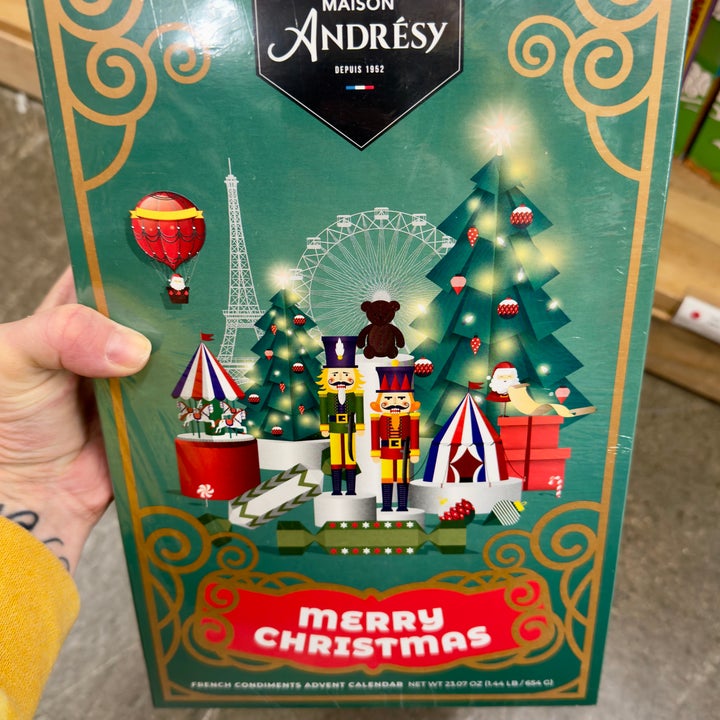 MAISON
ANDRÉSY
DEPUIS 1952
MERRY
CHRISTMAS
FRENCH CONDIMENTS ADVENT CALENDAR NET WT 23.07 OZ (1.44 LB / 654 G)